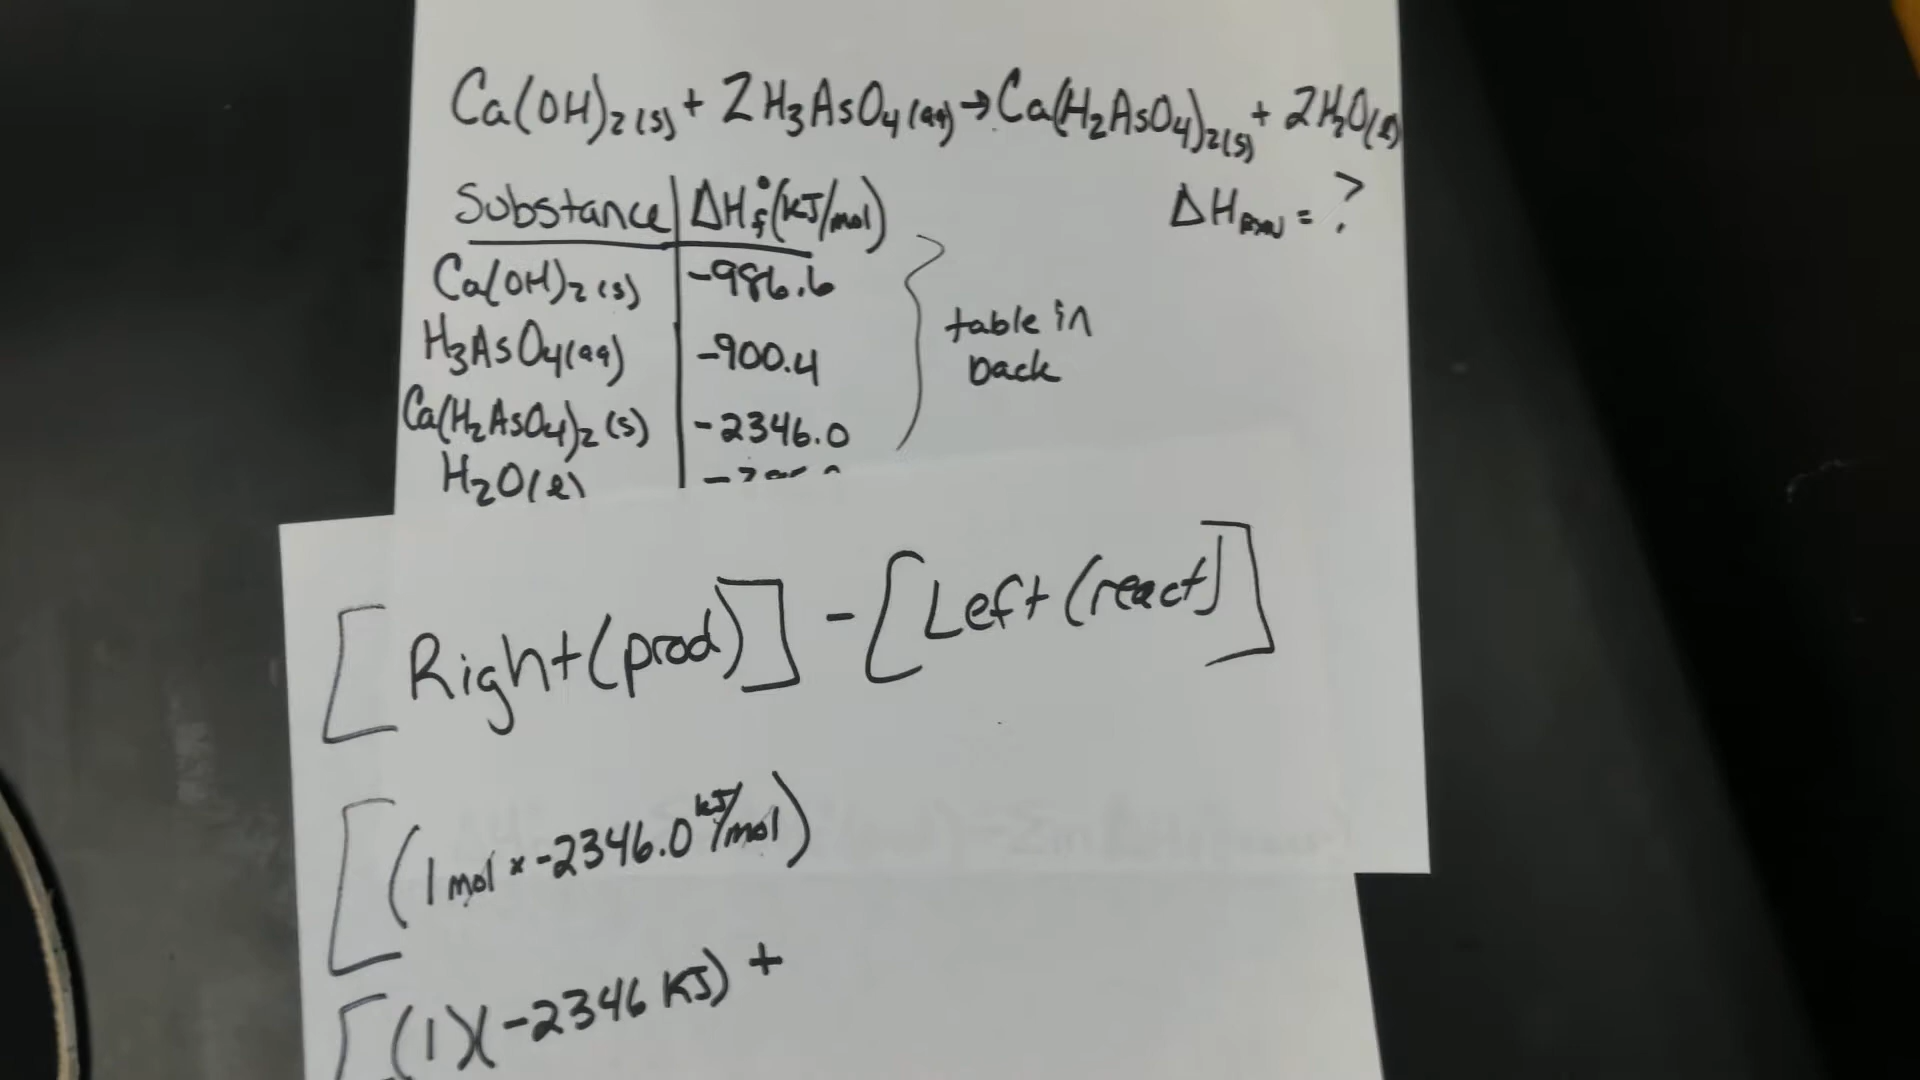 Ca(OH)₂(s) + 2H₃AsO₄(aq) → Ca(H₂AsO₄)₂(s) + 2H₂O(ℓ)
ΔHrxn = ?
Substance | ΔH°f (kJ/mol)
Ca(OH)₂(s) | -986.6
H₃AsO₄(aq) | -900.4
Ca(H₂AsO₄)₂(s) | -2346.0
H₂O(ℓ)
table in
back
[Right(prod)] - [Left(react)]
[(1 mol × -2346.0 kJ/mol)
[(1)(-2346 KJ) +